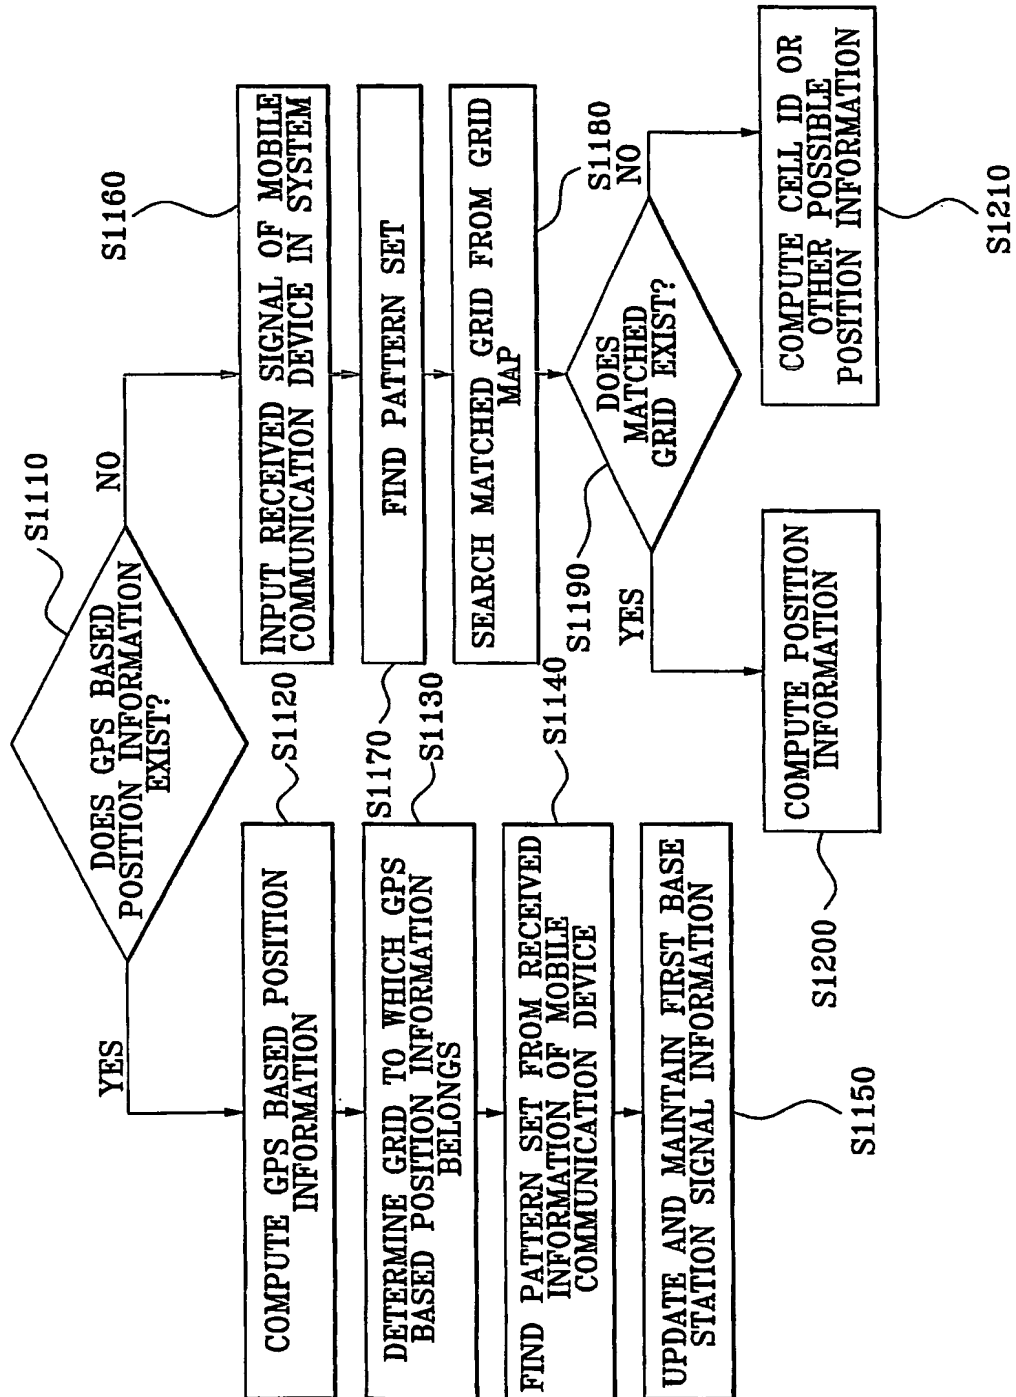 DOES GPS BASED
POSITION INFORMATION
EXIST?
S1110
YES
NO
COMPUTE GPS BASED POSITION
INFORMATION
S1120
DETERMINE GRID TO WHICH GPS
BASED POSITION INFORMATION
BELONGS
S1130
FIND PATTERN SET FROM RECEIVED
INFORMATION OF MOBILE
COMMUNICATION DEVICE
S1140
UPDATE AND MAINTAIN FIRST BASE
STATION SIGNAL INFORMATION
S1150
INPUT RECEIVED SIGNAL OF MOBILE
COMMUNICATION DEVICE IN SYSTEM
S1160
FIND PATTERN SET
S1170
SEARCH MATCHED GRID FROM GRID
MAP
S1180
DOES
MATCHED
GRID EXIST?
S1190
YES
NO
COMPUTE POSITION
INFORMATION
S1200
COMPUTE CELL ID OR
OTHER POSSIBLE
POSITION INFORMATION
S1210